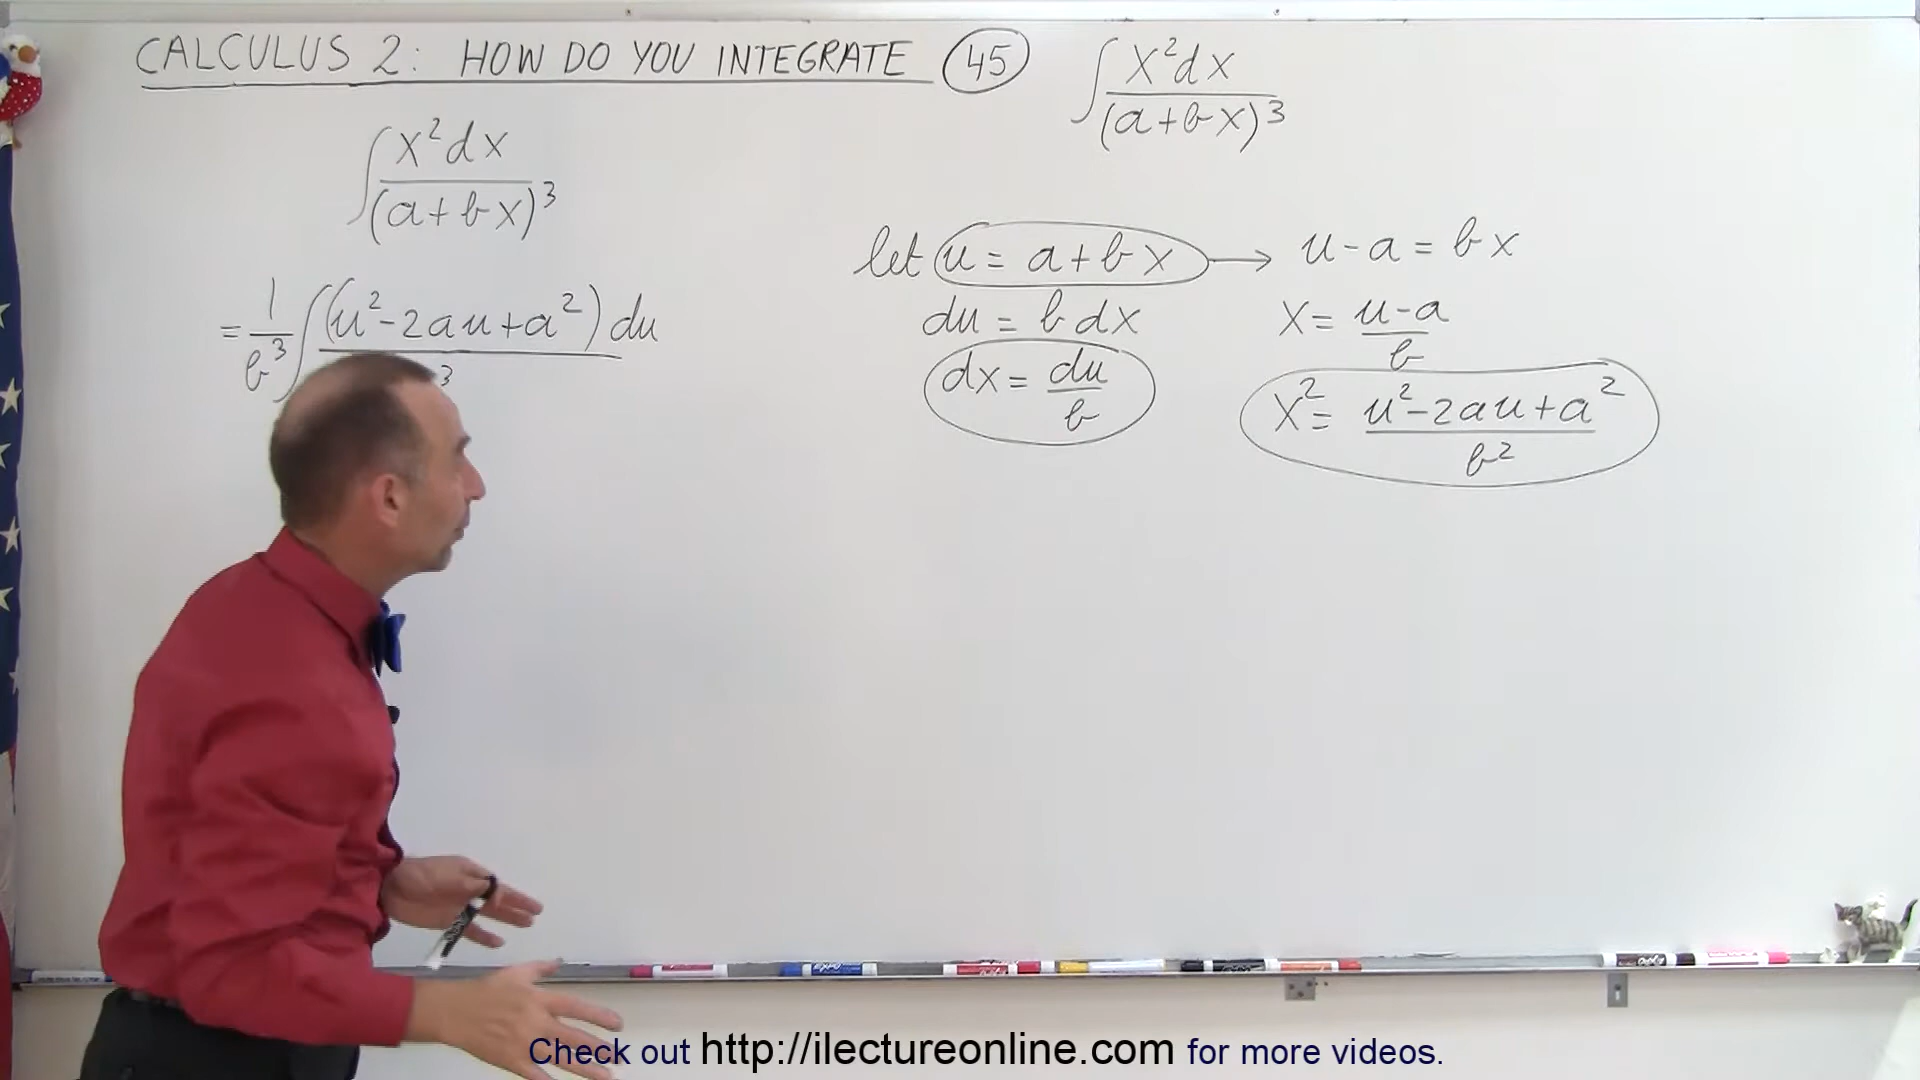 CALCULUS 2: HOW DO YOU INTEGRATE 45 ∫ x²dx / (a+bx)³
∫ x²dx / (a+bx)³
= 1/b³ ∫ (u²-2au+a²)du / 3
let u = a+bx → u-a = bx
du = b dx
dx = du/b
x = u-a / b
x² = u²-2au+a² / b²
EXPO
Check out http://ilectureonline.com for more videos.